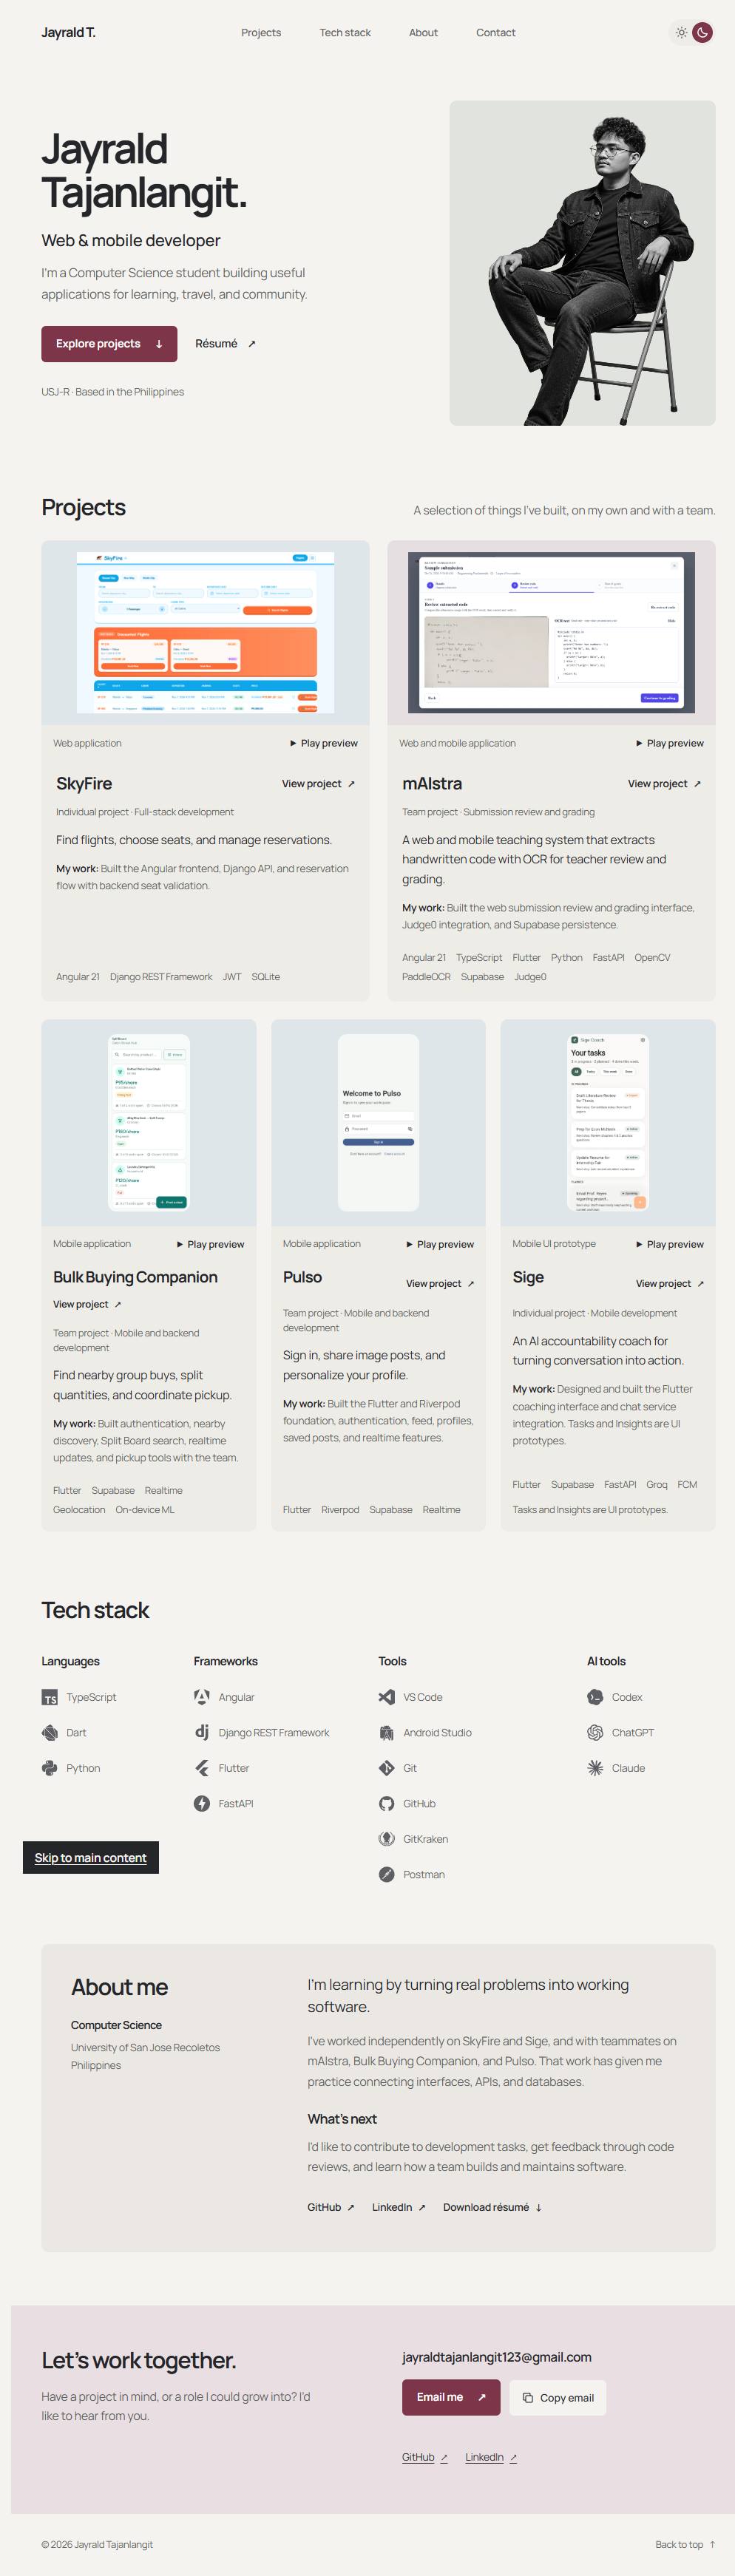 Jayrald T.
Projects
Tech stack
About
Contact
Jayrald
Tajanlangit.
Web & mobile developer
I'm a Computer Science student building useful
applications for learning, travel, and community.
Explore projects ↓
Résumé ↗
USJ-R · Based in the Philippines
Projects
A selection of things I've built, on my own and with a team.
SkyFire
Sample submission
Review extracted code
Web application
▶ Play preview
SkyFire
View project ↗
Individual project · Full-stack development
Find flights, choose seats, and manage reservations.
My work: Built the Angular frontend, Django API, and reservation
flow with backend seat validation.
Angular 21 Django REST Framework JWT SQLite
Web and mobile application
▶ Play preview
mAIstra
View project ↗
Team project · Submission review and grading
A web and mobile teaching system that extracts
handwritten code with OCR for teacher review and
grading.
My work: Built the web submission review and grading interface,
Judge0 integration, and Supabase persistence.
Angular 21 TypeScript Flutter Python FastAPI OpenCV
PaddleOCR Supabase Judge0
Welcome to Pulso
Sige Coach
Your tasks
Mobile application
▶ Play preview
Bulk Buying Companion
View project ↗
Team project · Mobile and backend
development
Find nearby group buys, split
quantities, and coordinate pickup.
My work: Built authentication, nearby
discovery, Split Board search, realtime
updates, and pickup tools with the team.
Flutter Supabase Realtime
Geolocation On-device ML
Mobile application
▶ Play preview
Pulso
View project ↗
Team project · Mobile and backend
development
Sign in, share image posts, and
personalize your profile.
My work: Built the Flutter and Riverpod
foundation, authentication, feed, profiles,
saved posts, and realtime features.
Flutter Riverpod Supabase Realtime
Mobile UI prototype
▶ Play preview
Sige
View project ↗
Individual project · Mobile development
An AI accountability coach for
turning conversation into action.
My work: Designed and built the Flutter
coaching interface and chat service
integration. Tasks and Insights are UI
prototypes.
Flutter Supabase FastAPI Groq FCM
Tasks and Insights are UI prototypes.
Tech stack
Languages
TypeScript
Dart
Python
Frameworks
Angular
Django REST Framework
Flutter
FastAPI
Tools
VS Code
Android Studio
Git
GitHub
GitKraken
Postman
AI tools
Codex
ChatGPT
Claude
Skip to main content
About me
Computer Science
University of San Jose Recoletos
Philippines
I'm learning by turning real problems into working
software.
I've worked independently on SkyFire and Sige, and with teammates on
mAIstra, Bulk Buying Companion, and Pulso. That work has given me
practice connecting interfaces, APIs, and databases.
What's next
I'd like to contribute to development tasks, get feedback through code
reviews, and learn how a team builds and maintains software.
GitHub ↗ LinkedIn ↗ Download résumé ↓
Let's work together.
Have a project in mind, or a role I could grow into? I'd
like to hear from you.
jayraldtajanlangit123@gmail.com
Email me ↗
Copy email
GitHub ↗ LinkedIn ↗
© 2026 Jayrald Tajanlangit
Back to top ↑